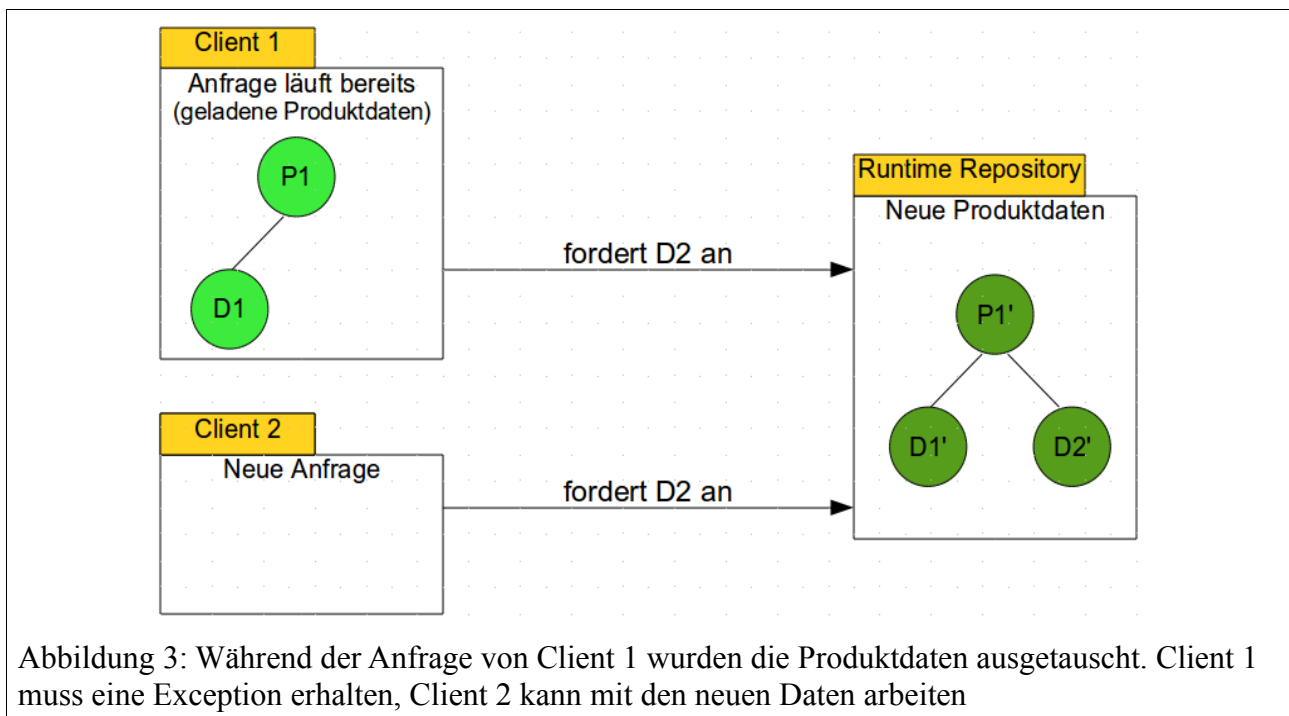 Client 1
Anfrage läuft bereits
(geladene Produktdaten)
P1
D1
fordert D2 an
Client 2
Neue Anfrage
fordert D2 an
Runtime Repository
Neue Produktdaten
P1'
D1'
D2'
Abbildung 3: Während der Anfrage von Client 1 wurden die Produktdaten ausgetauscht. Client 1
muss eine Exception erhalten, Client 2 kann mit den neuen Daten arbeiten